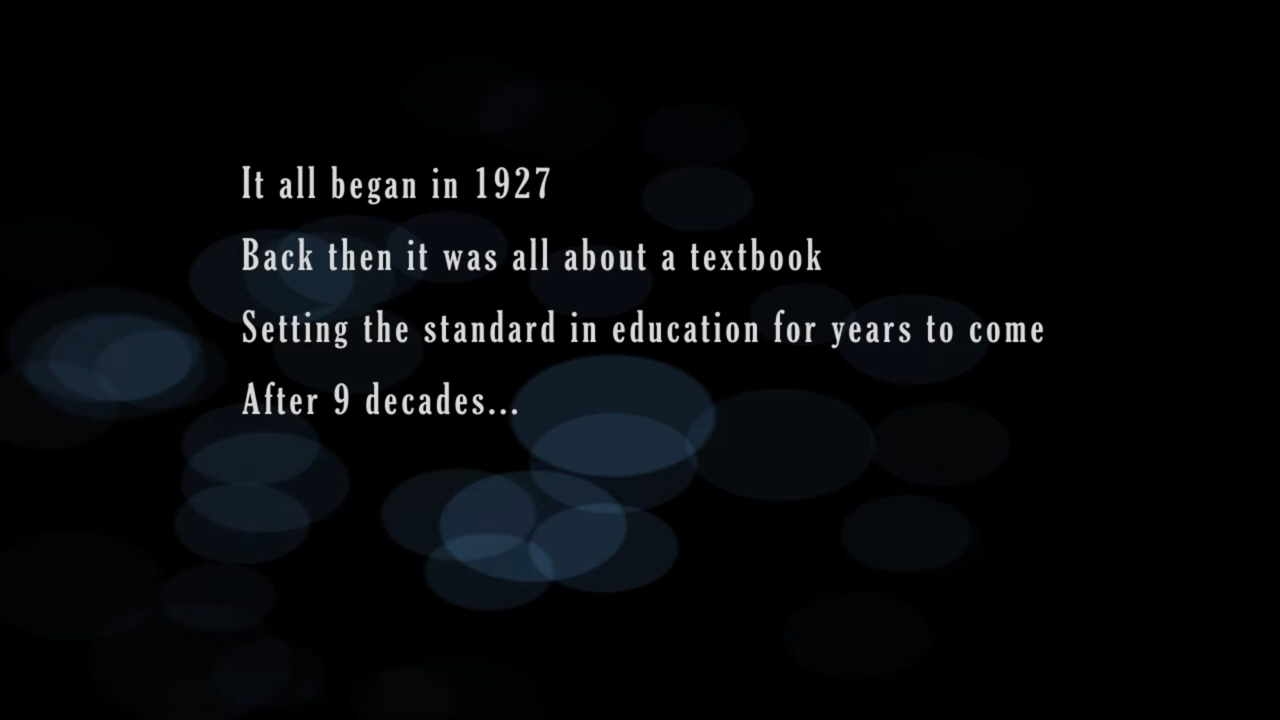 It all began in 1927
Back then it was all about a textbook
Setting the standard in education for years to come
After 9 decades...